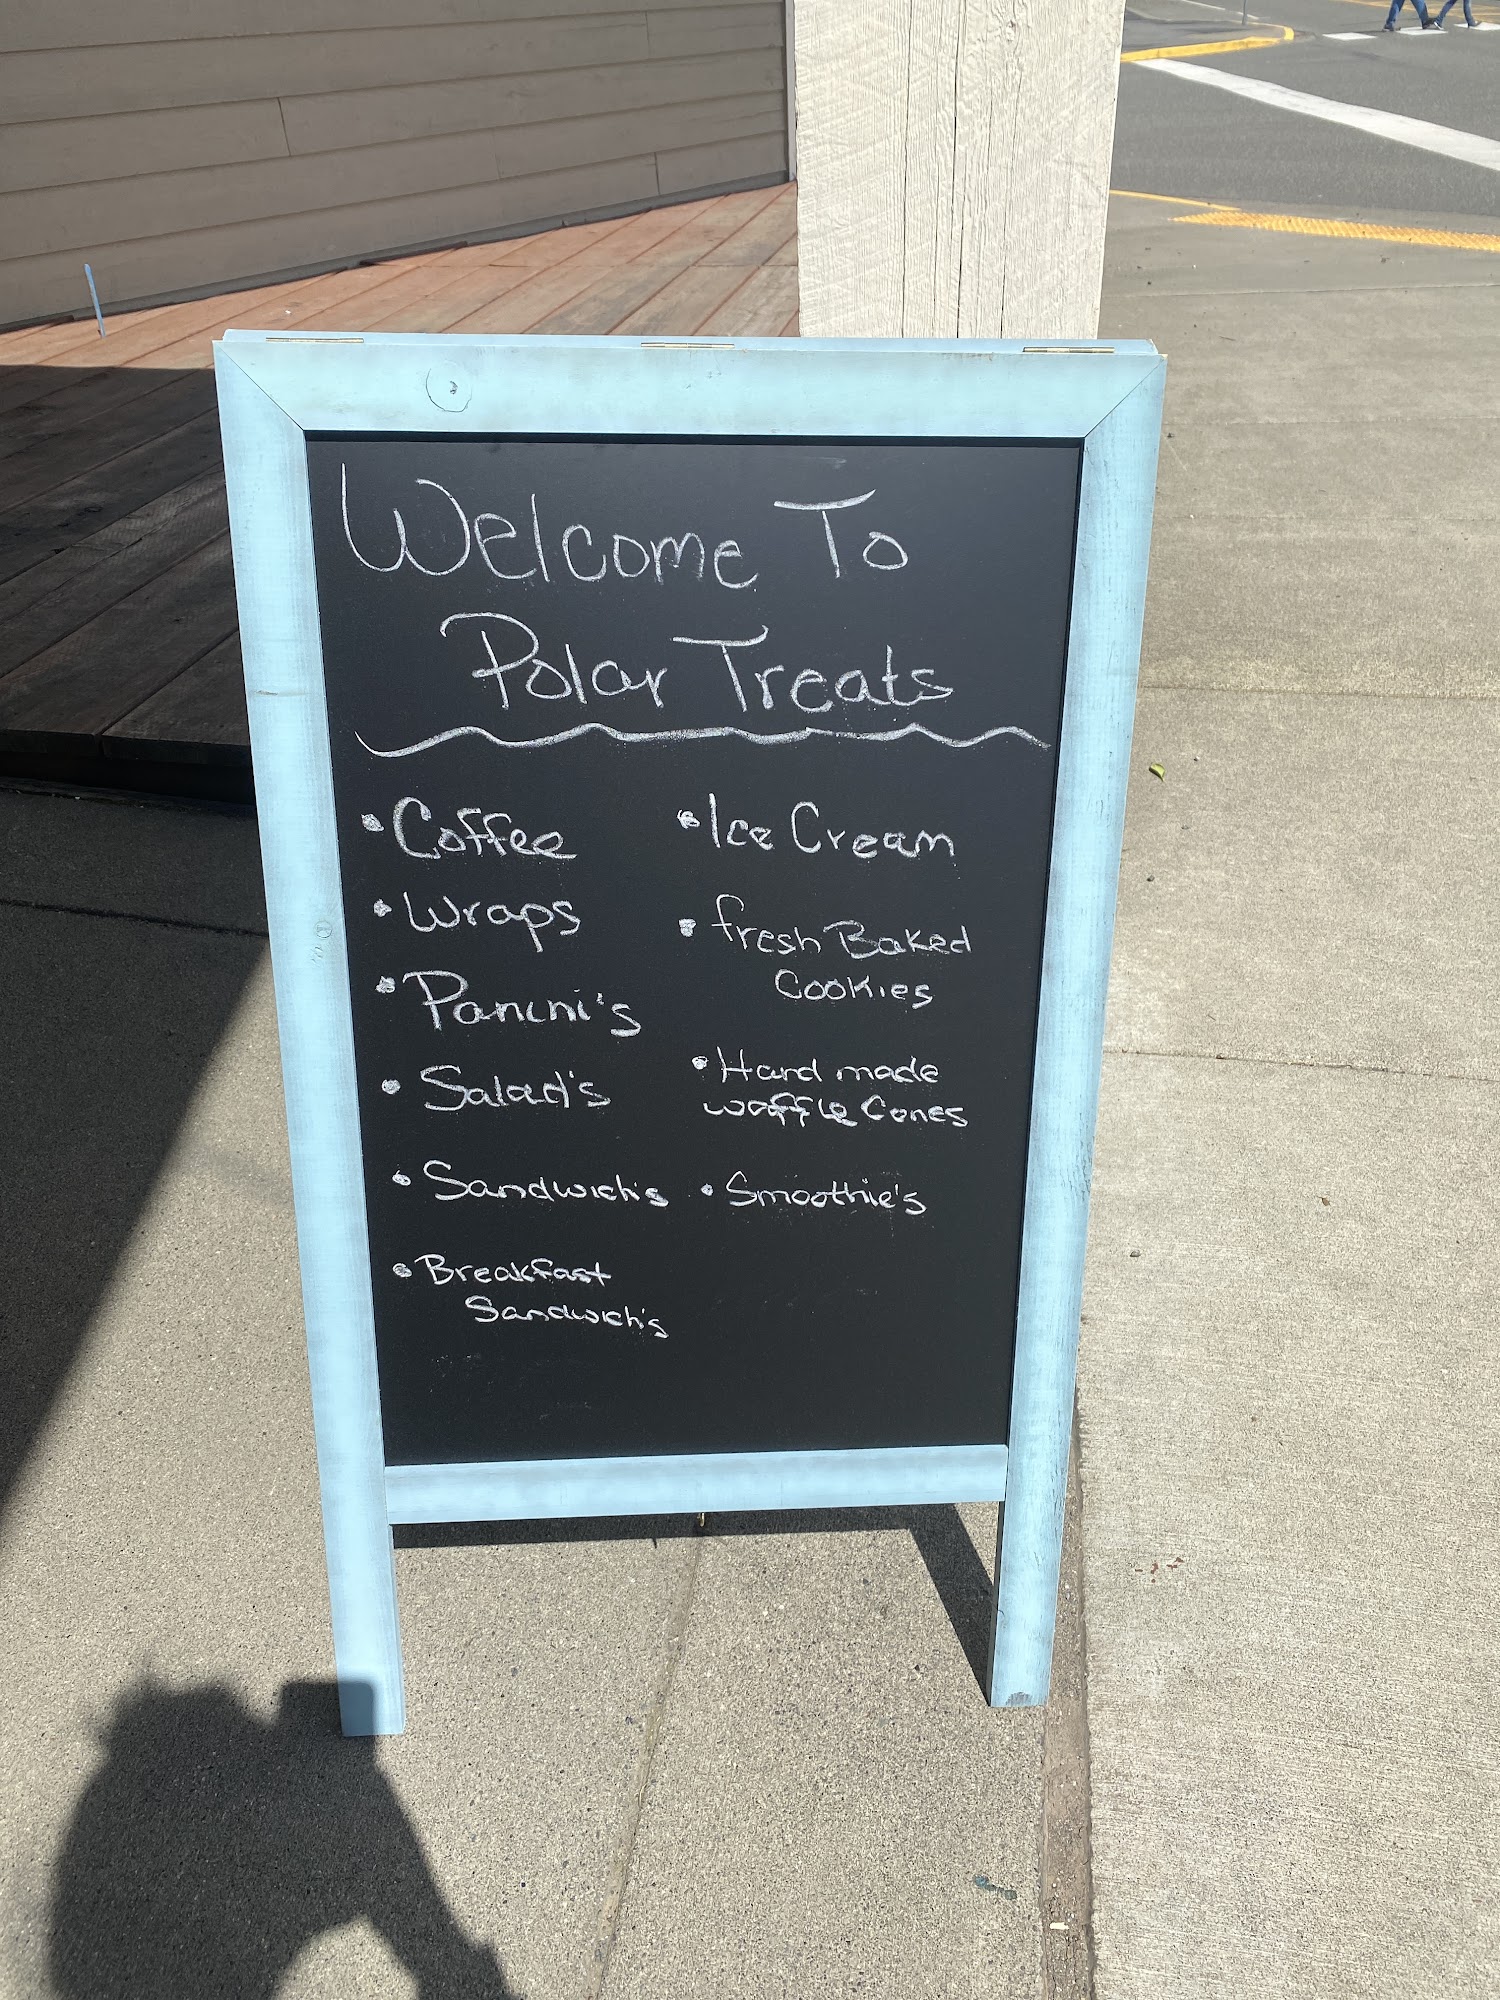 Welcome To
Polar Treats
• Coffee
• Wraps
• Panini's
• Salad's
• Sandwich's
• Breakfast
Sandwich's
• Ice Cream
• fresh Baked
Cookies
• Hand made
waffle Cones
• Smoothie's